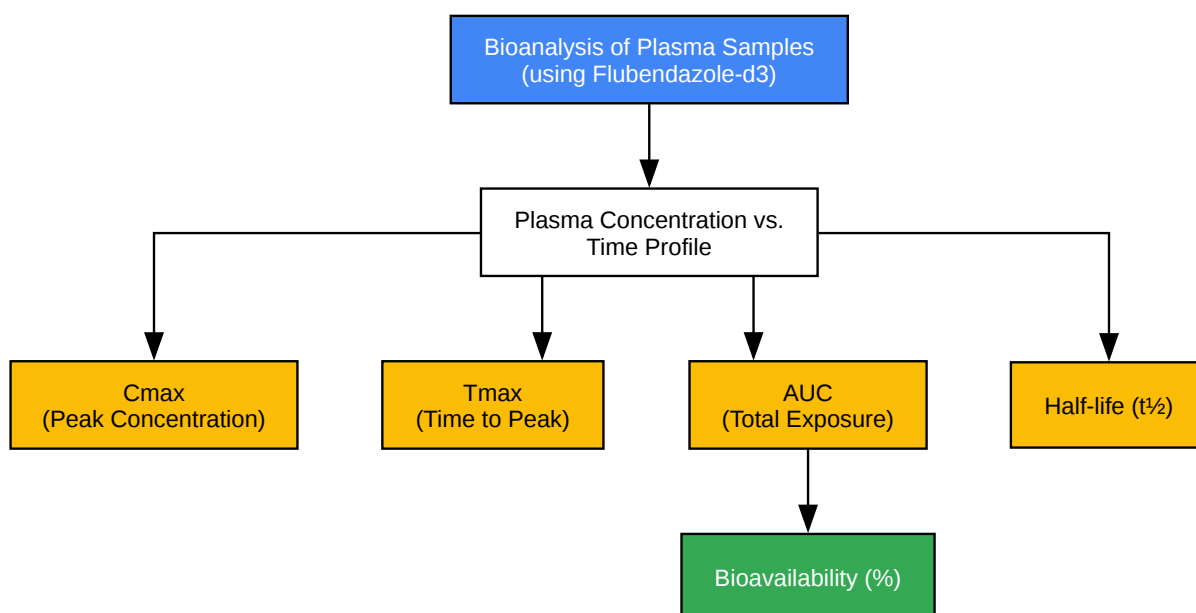 Bioanalysis of Plasma Samples
(using Flubendazole-d3)
Plasma Concentration vs.
Time Profile
Cmax
(Peak Concentration)
Tmax
(Time to Peak)
AUC
(Total Exposure)
Half-life (t½)
Bioavailability (%)